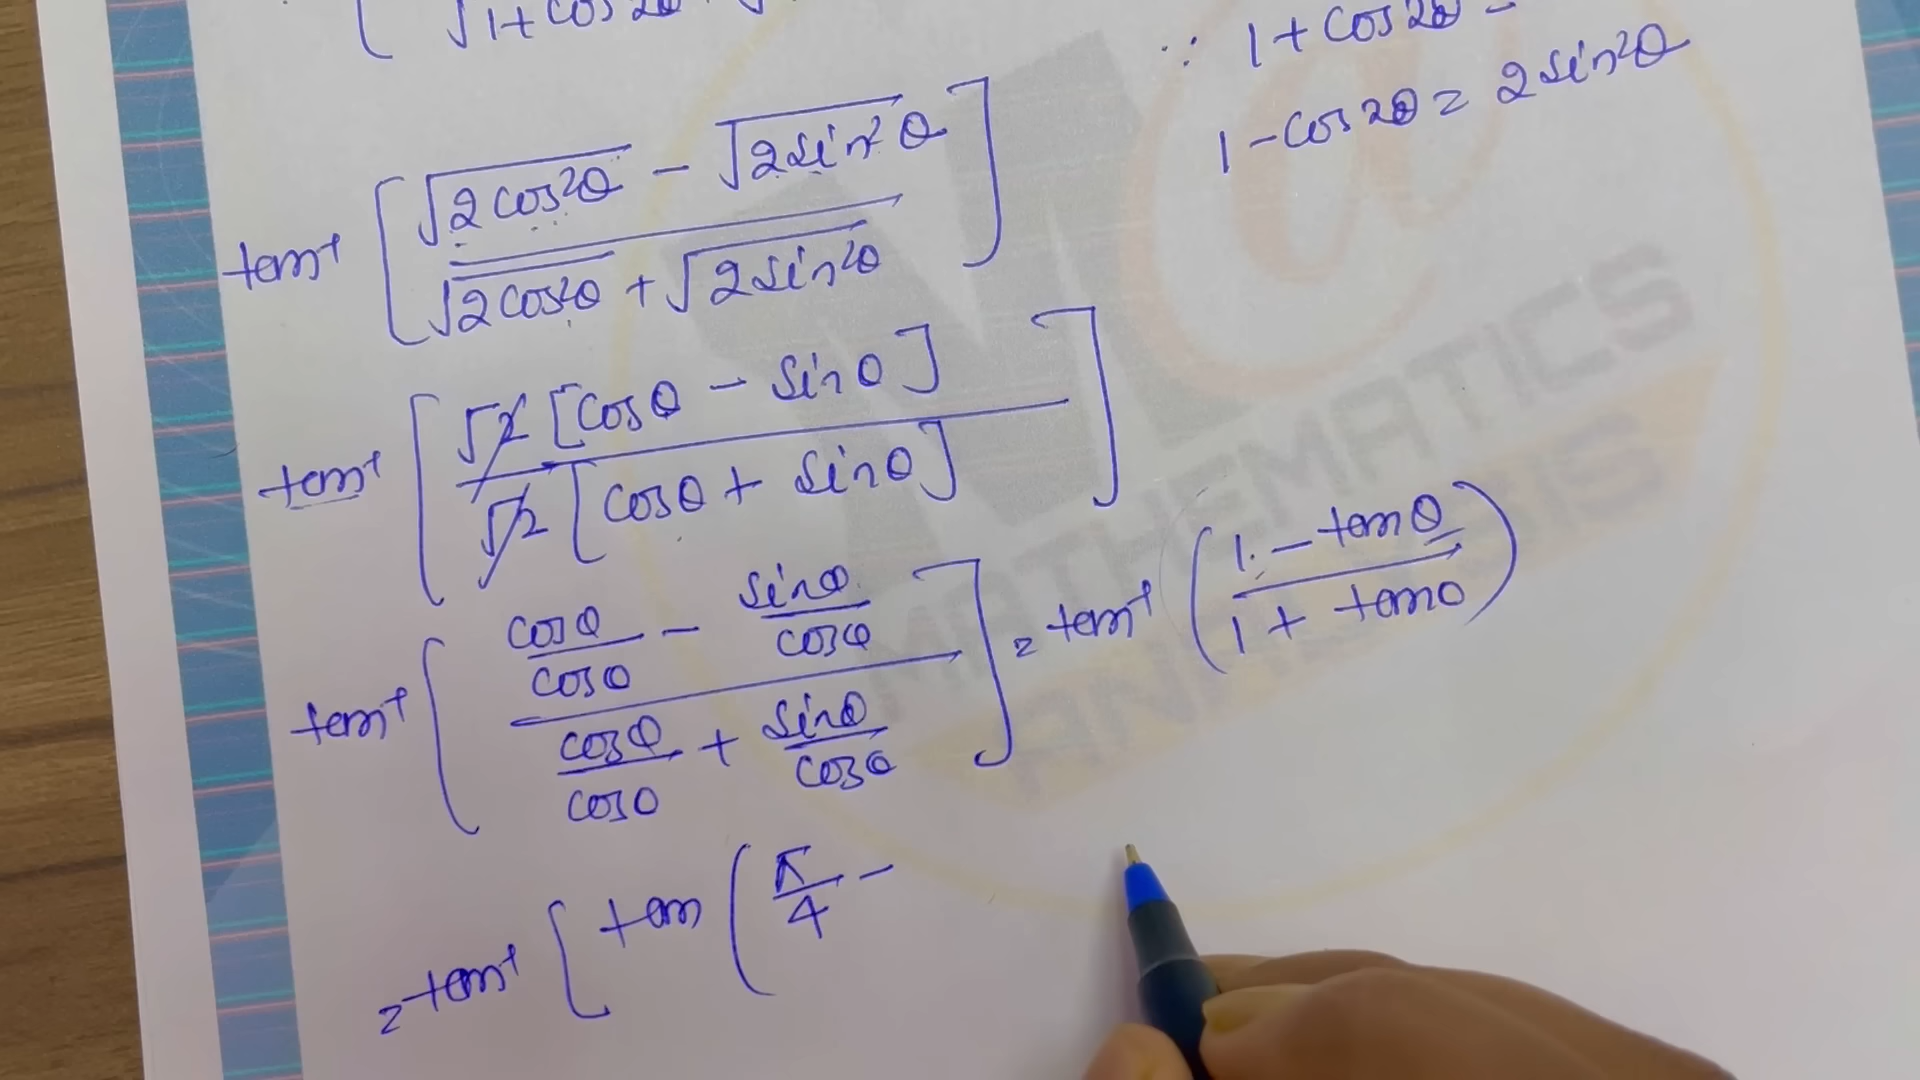 √1+cos2θ
∴ 1+cos2θ =
1-cos2θ = 2sin²θ
tan⁻¹ [ (√2cos²θ - √2sin²θ) / (√2cos²θ + √2sin²θ) ]
tan⁻¹ [ √2 [cosθ - sinθ] / √2 [cosθ + sinθ] ]
tan⁻¹ [ (cosθ/cosθ - sinθ/cosθ) / (cosθ/cosθ + sinθ/cosθ) ] = tan⁻¹ ( (1 - tanθ) / (1 + tanθ) )
= tan⁻¹ [ tan ( π/4 -
MATHEMATICS